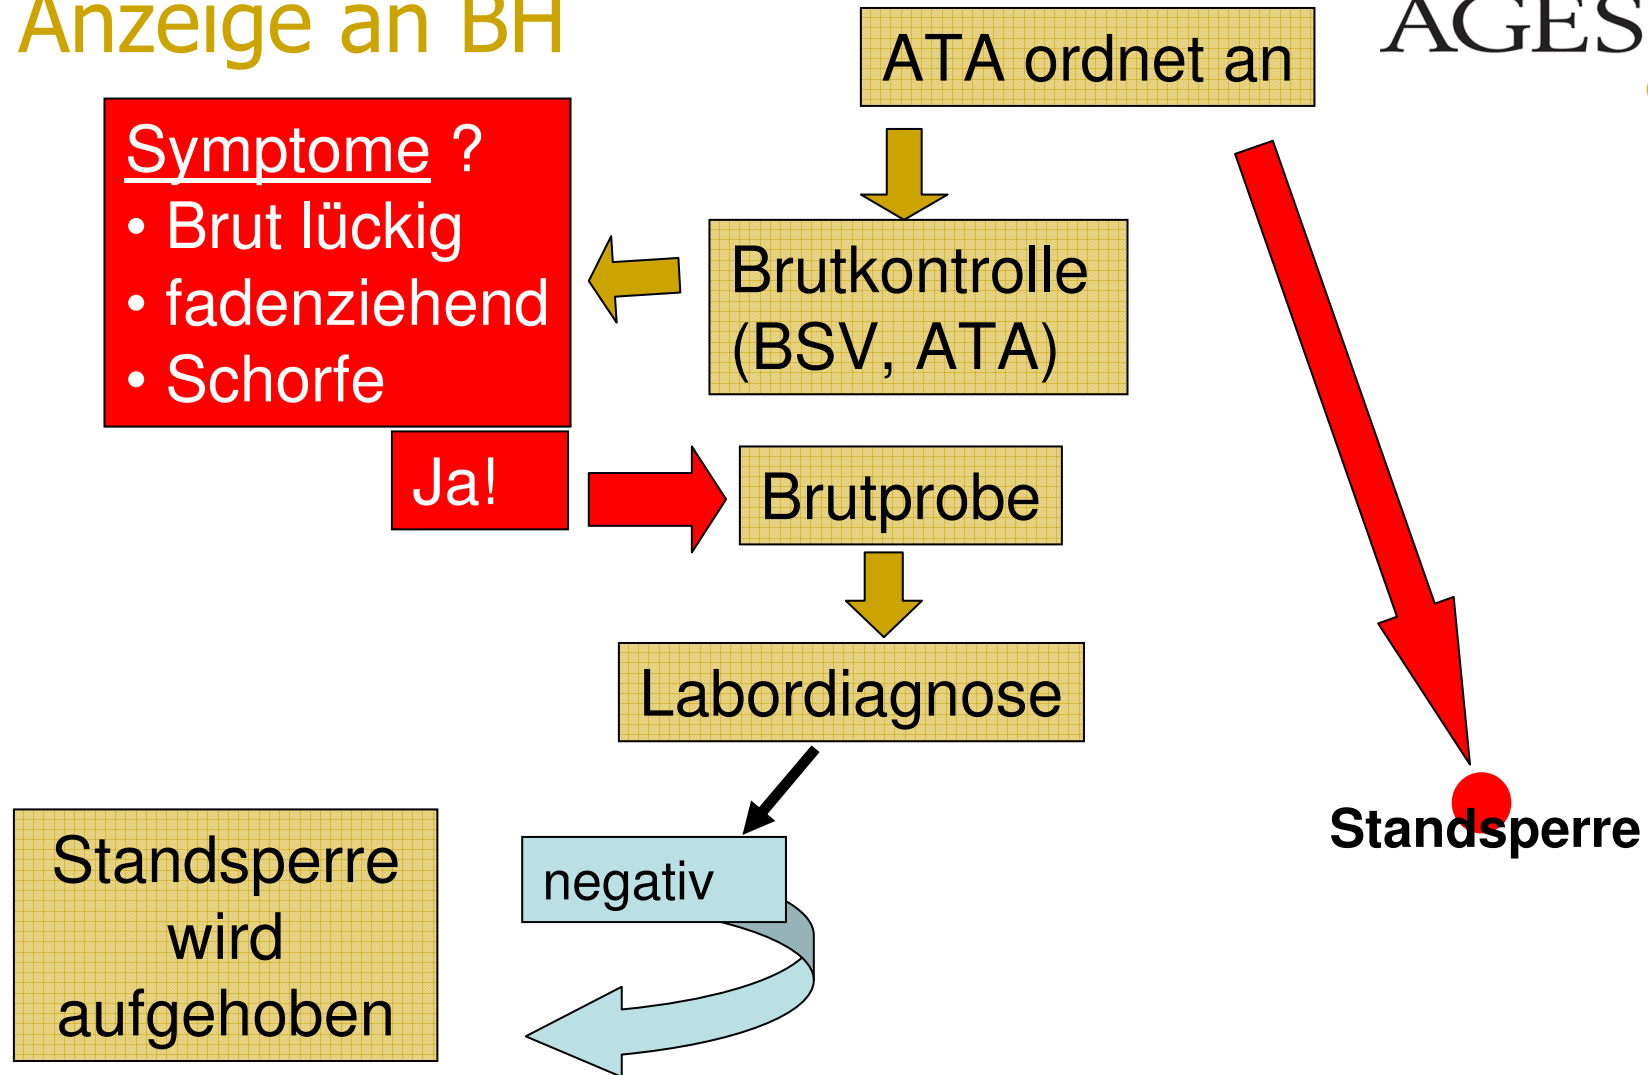 Anzeige an BH
AGES
ATA ordnet an
Symptome ?
• Brut lückig
• fadenziehend
• Schorfe
Brutkontrolle
(BSV, ATA)
Ja!
Brutprobe
Labordiagnose
Standsperre
negativ
Standsperre
wird
aufgehoben